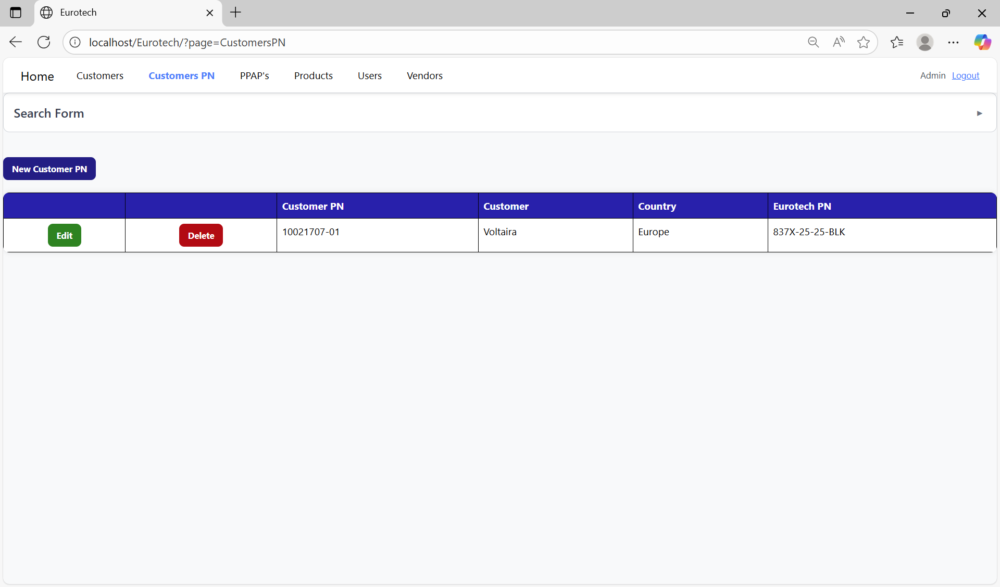 Eurotech
localhost/Eurotech/?page=CustomersPN
Home Customers Customers PN PPAP's Products Users Vendors Admin Logout
Search Form
New Customer PN
Customer PN Customer Country Eurotech PN
Edit Delete 10021707-01 Voltaira Europe 837X-25-25-BLK